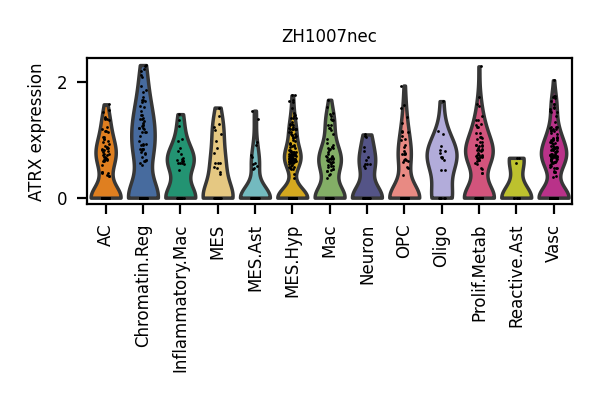 ZH1007nec
ATRX expression
2
0
AC
Chromatin.Reg
Inflammatory.Mac
MES
MES.Ast
MES.Hyp
Mac
Neuron
OPC
Oligo
Prolif.Metab
Reactive.Ast
Vasc